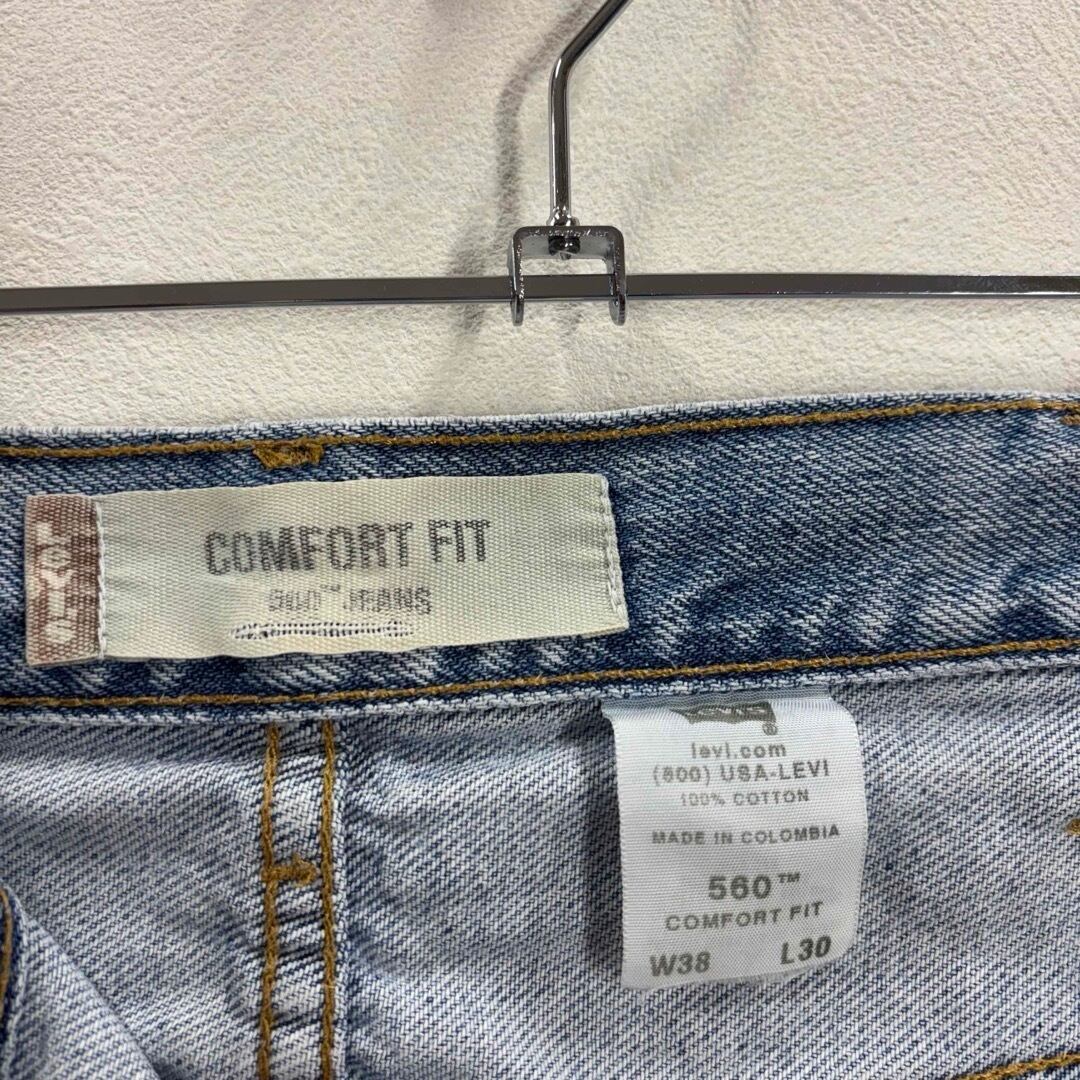 LEVI'S
COMFORT FIT
JEANS
levi.com
(800) USA-LEVI
100% COTTON
MADE IN COLOMBIA
560™
COMFORT FIT
W38 L30